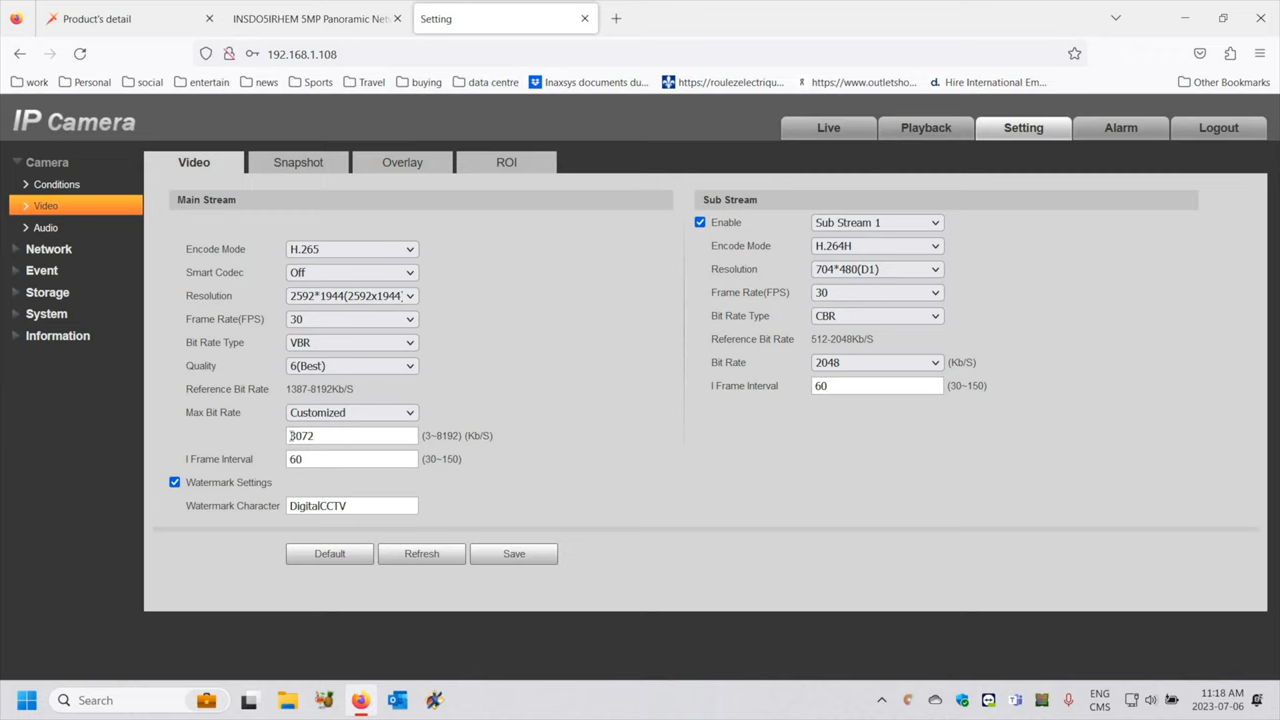 Product's detail
INSDO5IRHEM 5MP Panoramic Net
Setting
192.168.1.108
work
Personal
social
entertain
news
Sports
Travel
buying
data centre
Inaxsys documents du...
https://roulezelectriqu...
https://www.outletsho...
Hire International Em...
Other Bookmarks
IP Camera
Live
Playback
Setting
Alarm
Logout
Camera
Conditions
Video
Audio
Network
Event
Storage
System
Information
Video
Snapshot
Overlay
ROI
Main Stream
Encode Mode H.265
Smart Codec Off
Resolution 2592*1944(2592x1944)
Frame Rate(FPS) 30
Bit Rate Type VBR
Quality 6(Best)
Reference Bit Rate 1387-8192Kb/S
Max Bit Rate Customized
3072 (3~8192) (Kb/S)
I Frame Interval 60 (30~150)
Watermark Settings
Watermark Character DigitalCCTV
Default
Refresh
Save
Sub Stream
Enable Sub Stream 1
Encode Mode H.264H
Resolution 704*480(D1)
Frame Rate(FPS) 30
Bit Rate Type CBR
Reference Bit Rate 512-2048Kb/S
Bit Rate 2048 (Kb/S)
I Frame Interval 60 (30~150)
Search
ENG
CMS
11:18 AM
2023-07-06